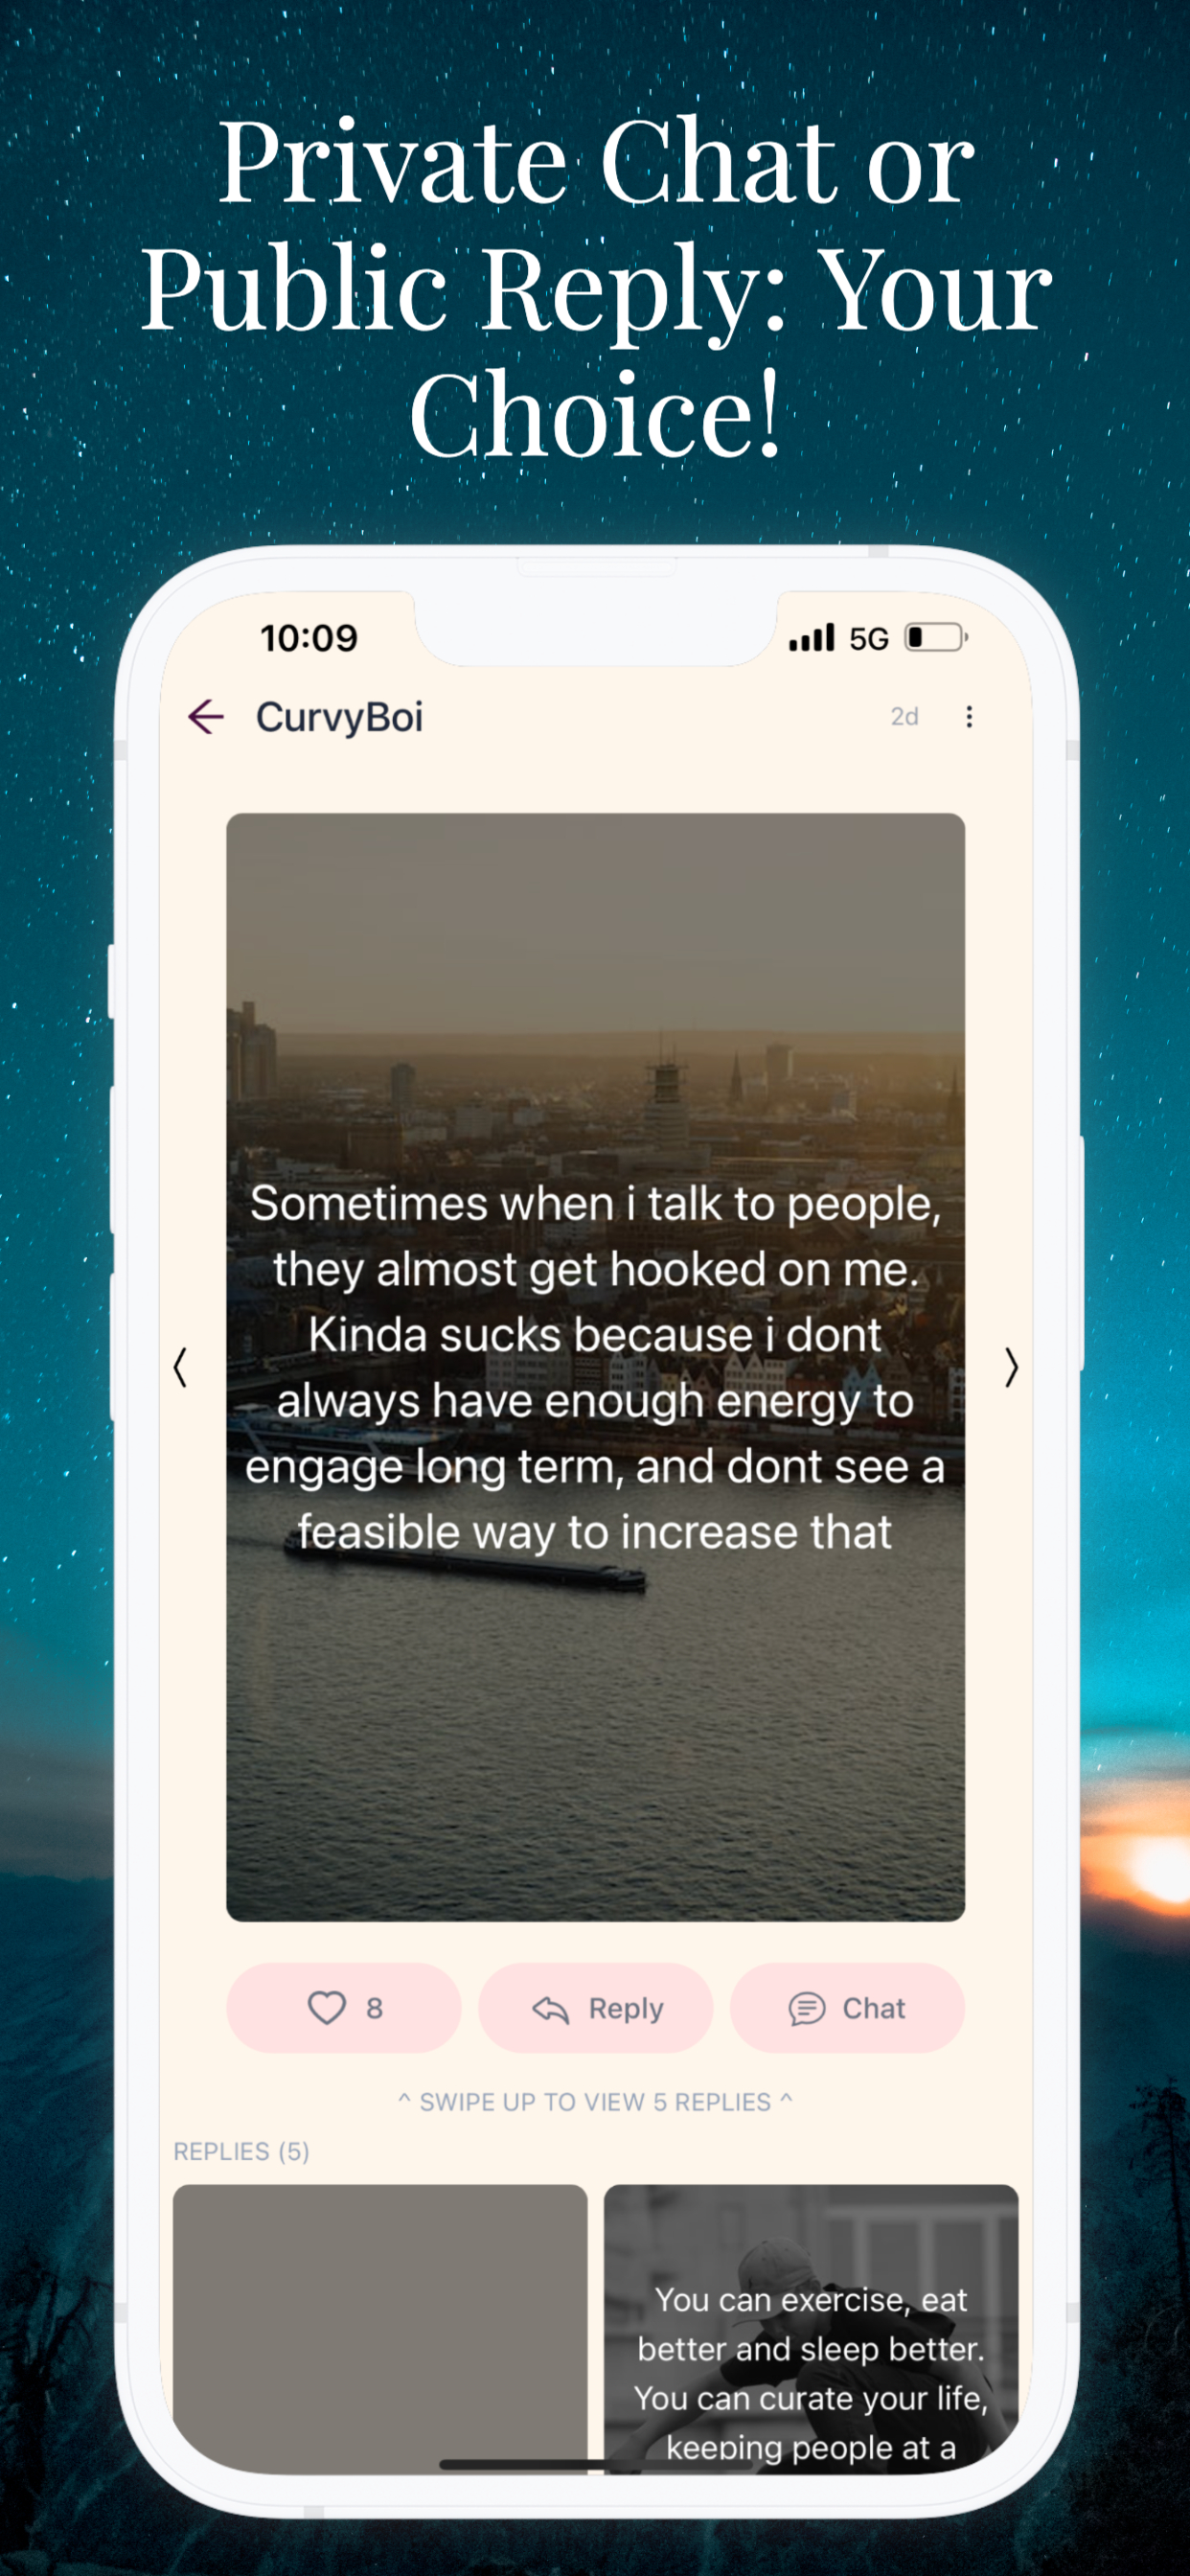 Private Chat or
Public Reply: Your
Choice!
10:09
5G
CurvyBoi
2d
Sometimes when i talk to people,
they almost get hooked on me.
Kinda sucks because i dont
always have enough energy to
engage long term, and dont see a
feasible way to increase that
8
Reply
Chat
^ SWIPE UP TO VIEW 5 REPLIES ^
REPLIES (5)
You can exercise, eat
better and sleep better.
You can curate your life,
keeping people at a